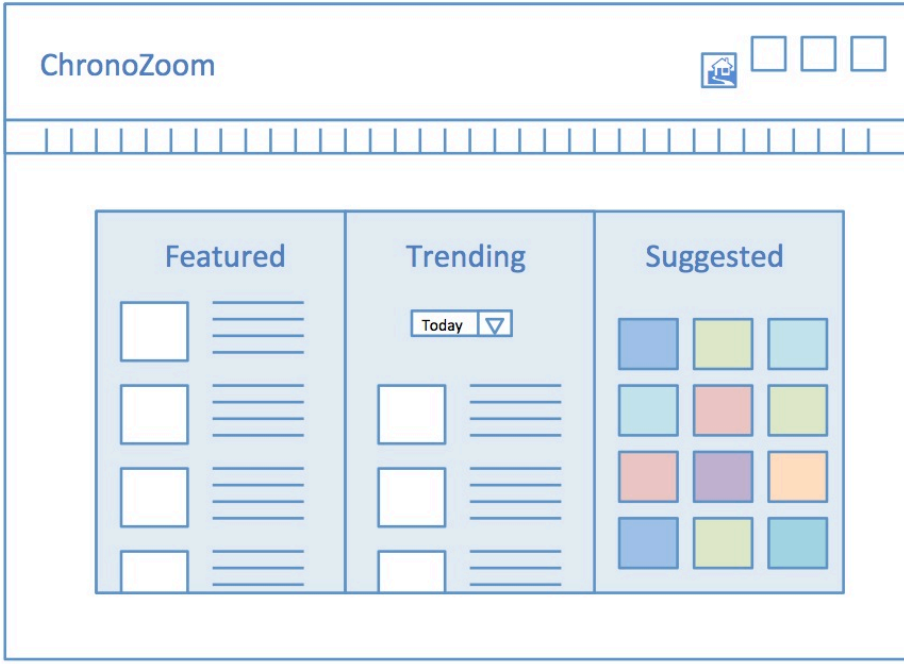 ChronoZoom
Featured
Trending
Suggested
Today